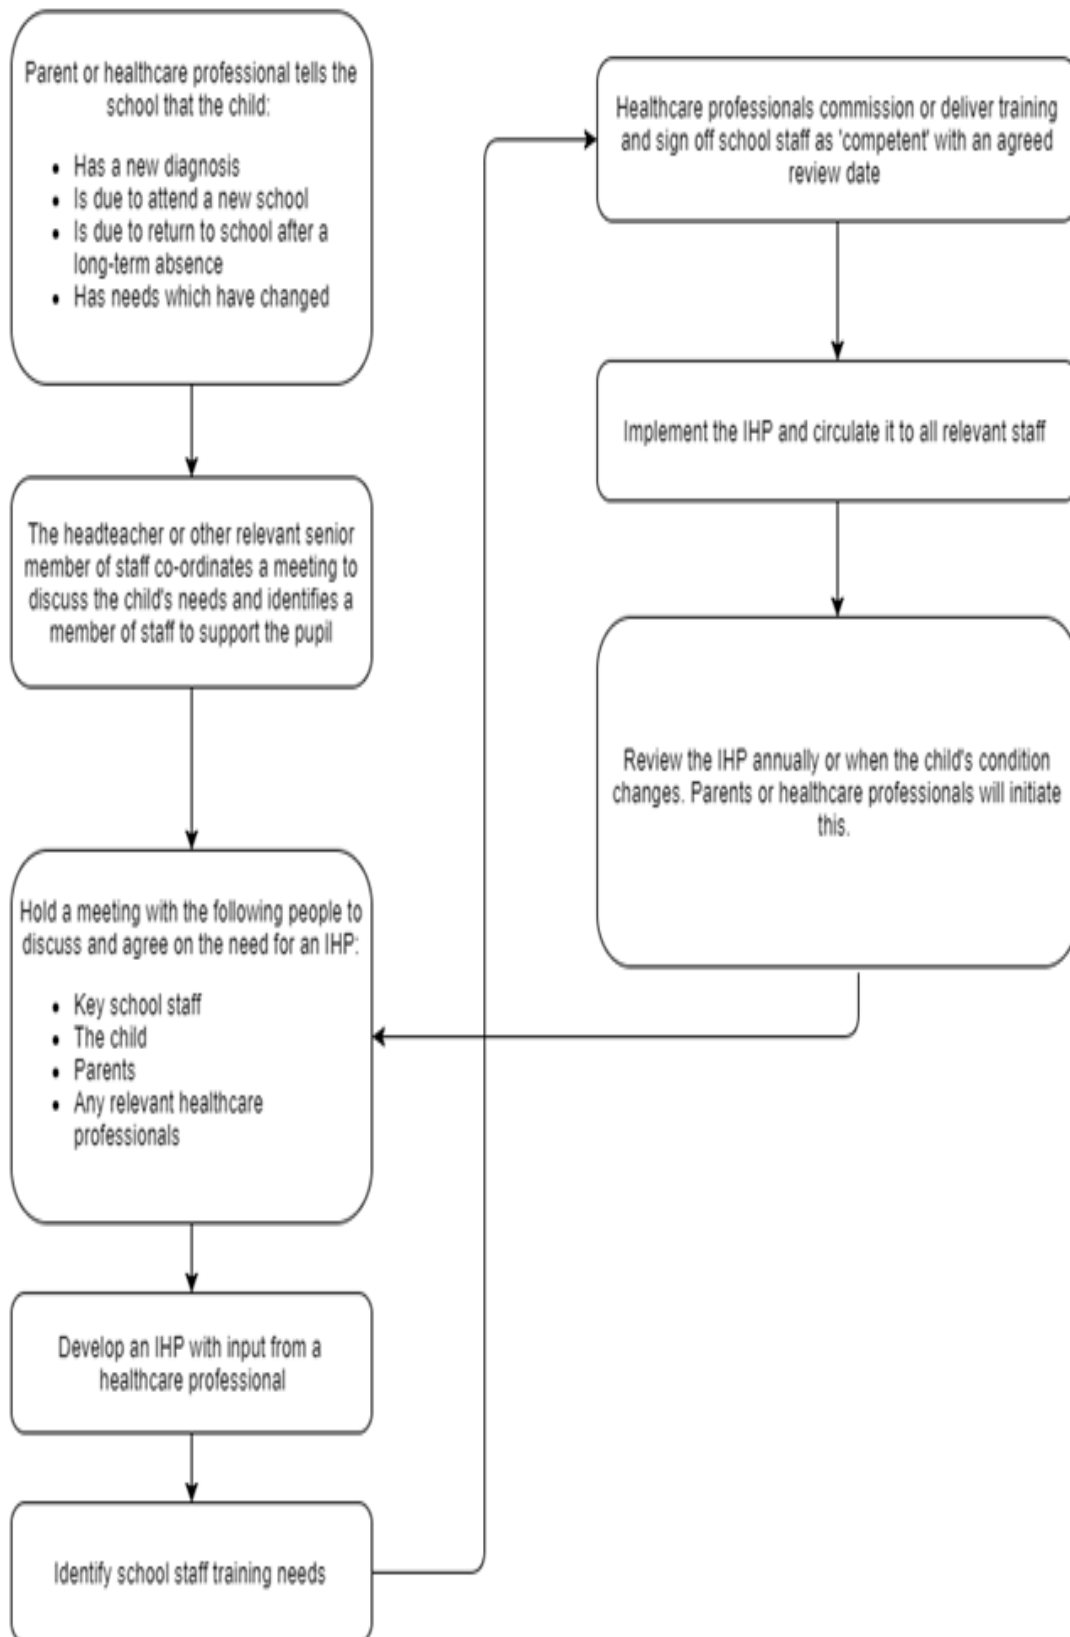 Parent or healthcare professional tells the
school that the child:
• Has a new diagnosis
• Is due to attend a new school
• Is due to return to school after a
long-term absence
• Has needs which have changed
The headteacher or other relevant senior
member of staff co-ordinates a meeting to
discuss the child's needs and identifies a
member of staff to support the pupil
Hold a meeting with the following people to
discuss and agree on the need for an IHP:
• Key school staff
• The child
• Parents
• Any relevant healthcare
professionals
Develop an IHP with input from a
healthcare professional
Identify school staff training needs
Healthcare professionals commission or deliver training
and sign off school staff as 'competent' with an agreed
review date
Implement the IHP and circulate it to all relevant staff
Review the IHP annually or when the child's condition
changes. Parents or healthcare professionals will initiate
this.